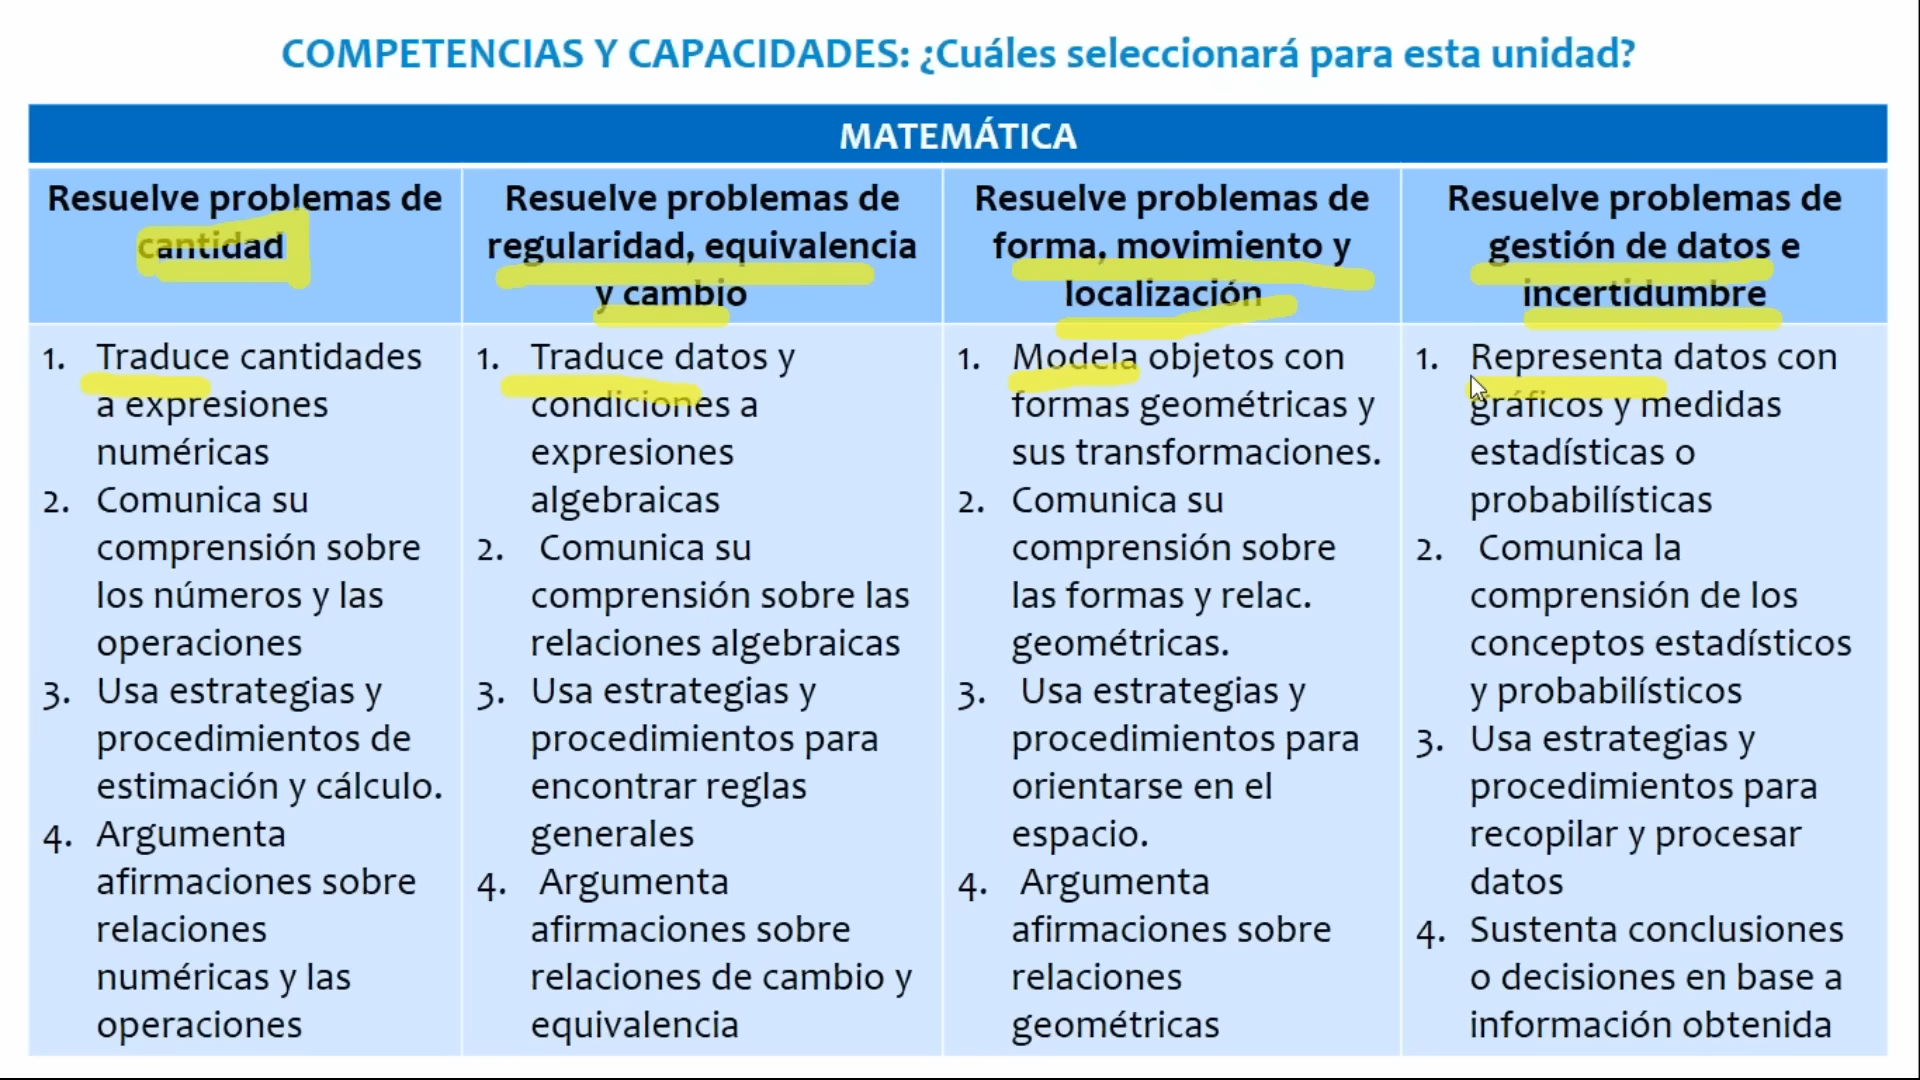 COMPETENCIAS Y CAPACIDADES: ¿Cuáles seleccionará para esta unidad?
MATEMÁTICA
Resuelve problemas de
cantidad
Resuelve problemas de
regularidad, equivalencia
y cambio
Resuelve problemas de
forma, movimiento y
localización
Resuelve problemas de
gestión de datos e
incertidumbre
1. Traduce cantidades
a expresiones
numéricas
2. Comunica su
comprensión sobre
los números y las
operaciones
3. Usa estrategias y
procedimientos de
estimación y cálculo.
4. Argumenta
afirmaciones sobre
relaciones
numéricas y las
operaciones
1. Traduce datos y
condiciones a
expresiones
algebraicas
2. Comunica su
comprensión sobre las
relaciones algebraicas
3. Usa estrategias y
procedimientos para
encontrar reglas
generales
4. Argumenta
afirmaciones sobre
relaciones de cambio y
equivalencia
1. Modela objetos con
formas geométricas y
sus transformaciones.
2. Comunica su
comprensión sobre
las formas y relac.
geométricas.
3. Usa estrategias y
procedimientos para
orientarse en el
espacio.
4. Argumenta
afirmaciones sobre
relaciones
geométricas
1. Representa datos con
gráficos y medidas
estadísticas o
probabilísticas
2. Comunica la
comprensión de los
conceptos estadísticos
y probabilísticos
3. Usa estrategias y
procedimientos para
recopilar y procesar
datos
4. Sustenta conclusiones
o decisiones en base a
información obtenida